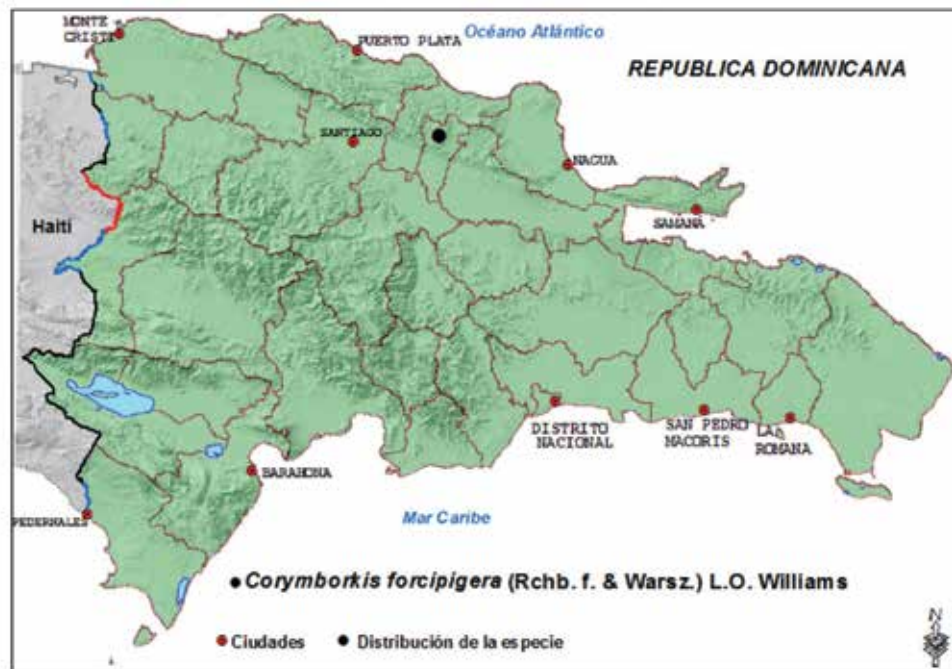 MONTE
CRISTI
PUERTO PLATA
Océano Atlántico
REPUBLICA DOMINICANA
SANTIAGO
NAGUA
SAMANA
Haití
DISTRITO
NACIONAL
SAN PEDRO
MACORIS
LA
ROMANA
BARAHONA
PEDERNALES
Mar Caribe
Corymborkis forcipigera (Rchb. f. & Warsz.) L.O. Williams
Ciudades
Distribución de la especie
N